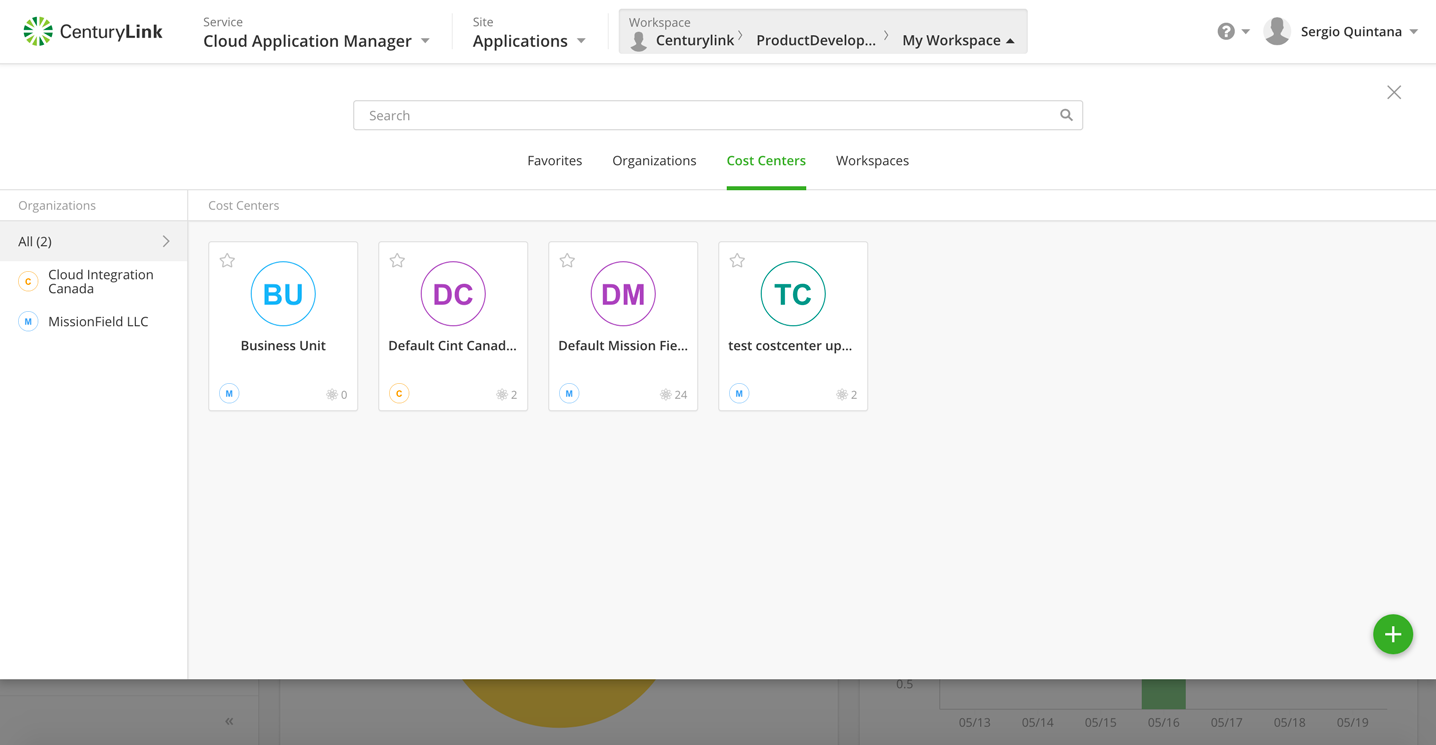 CenturyLink
Service
Cloud Application Manager
Site
Applications
Workspace
Centurylink
ProductDevelop...
My Workspace
?
Sergio Quintana
Search
Favorites
Organizations
Cost Centers
Workspaces
Organizations
Cost Centers
All (2)
C
Cloud Integration
Canada
M
MissionField LLC
BU
Business Unit
M
0
DC
Default Cint Canad...
C
2
DM
Default Mission Fie...
M
24
TC
test costcenter up...
M
2
+
«
0.5
05/13
05/14
05/15
05/16
05/17
05/18
05/19